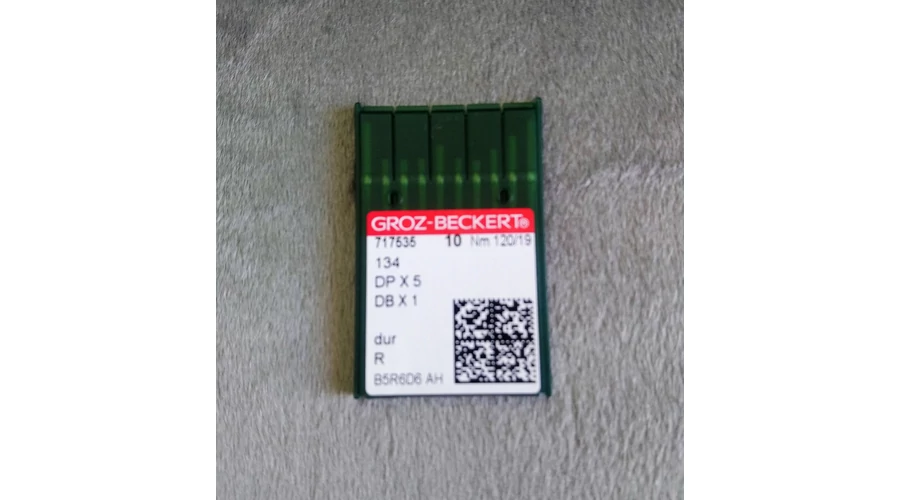 GROZ-BECKERT®
717535 10 Nm 120/19
134
DP X 5
DB X 1
dur
R
B5R6D6 AH